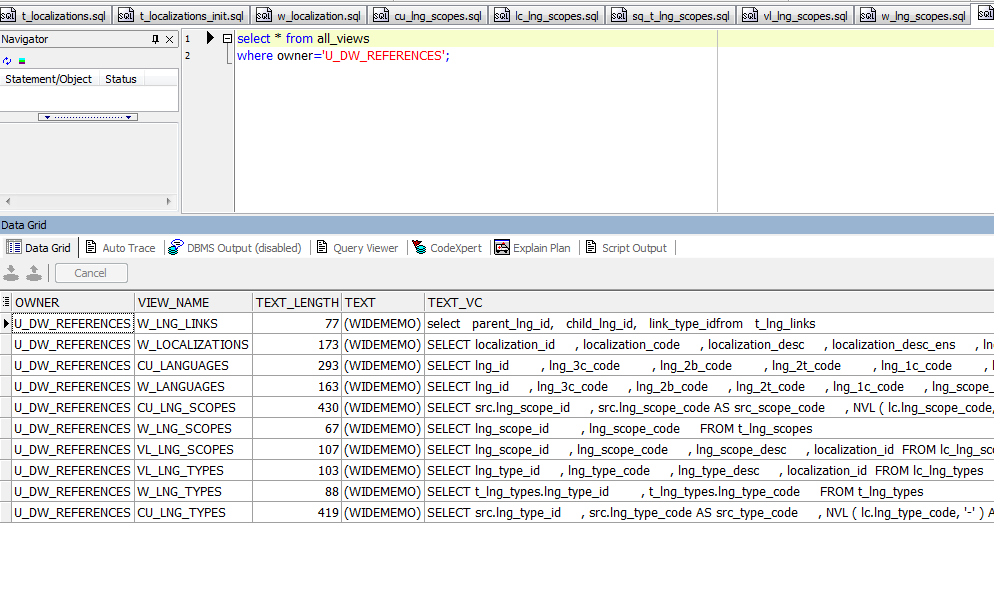 t_localizations.sql t_localizations_init.sql w_localization.sql cu_lng_scopes.sql lc_lng_scopes.sql sq_t_lng_scopes.sql vl_lng_scopes.sql w_lng_scopes.sql
Navigator
Statement/Object Status
1 select * from all_views
2 where owner='U_DW_REFERENCES';
Data Grid
Data Grid Auto Trace DBMS Output (disabled) Query Viewer CodeXpert Explain Plan Script Output
Cancel
OWNER VIEW_NAME TEXT_LENGTH TEXT TEXT_VC
U_DW_REFERENCES W_LNG_LINKS 77 (WIDEMEMO) select parent_lng_id, child_lng_id, link_type_idfrom t_lng_links
U_DW_REFERENCES W_LOCALIZATIONS 173 (WIDEMEMO) SELECT localization_id , localization_code , localization_desc , localization_desc_ens , ln
U_DW_REFERENCES CU_LANGUAGES 293 (WIDEMEMO) SELECT lng_id , lng_3c_code , lng_2b_code , lng_2t_code , lng_1c_code , l
U_DW_REFERENCES W_LANGUAGES 163 (WIDEMEMO) SELECT lng_id , lng_3c_code , lng_2b_code , lng_2t_code , lng_1c_code , lng_scope_
U_DW_REFERENCES CU_LNG_SCOPES 430 (WIDEMEMO) SELECT src.lng_scope_id , src.lng_scope_code AS src_scope_code , NVL ( lc.lng_scope_code,
U_DW_REFERENCES W_LNG_SCOPES 67 (WIDEMEMO) SELECT lng_scope_id , lng_scope_code FROM t_lng_scopes
U_DW_REFERENCES VL_LNG_SCOPES 107 (WIDEMEMO) SELECT lng_scope_id , lng_scope_code , lng_scope_desc , localization_id FROM lc_lng_sco
U_DW_REFERENCES VL_LNG_TYPES 103 (WIDEMEMO) SELECT lng_type_id , lng_type_code , lng_type_desc , localization_id FROM lc_lng_types
U_DW_REFERENCES W_LNG_TYPES 88 (WIDEMEMO) SELECT t_lng_types.lng_type_id , t_lng_types.lng_type_code FROM t_lng_types
U_DW_REFERENCES CU_LNG_TYPES 419 (WIDEMEMO) SELECT src.lng_type_id , src.lng_type_code AS src_type_code , NVL ( lc.lng_type_code, '-' ) A